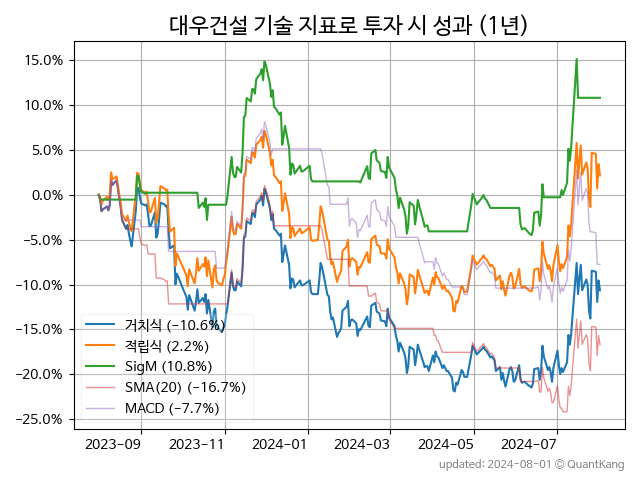 대우건설 기술 지표로 투자 시 성과 (1년)
15.0%
10.0%
5.0%
0.0%
−5.0%
−10.0%
−15.0%
−20.0%
−25.0%
거치식 (−10.6%)
적립식 (2.2%)
SigM (10.8%)
SMA(20) (−16.7%)
MACD (−7.7%)
2023-09 2023-11 2024-01 2024-03 2024-05 2024-07
updated: 2024-08-01 © QuantKang